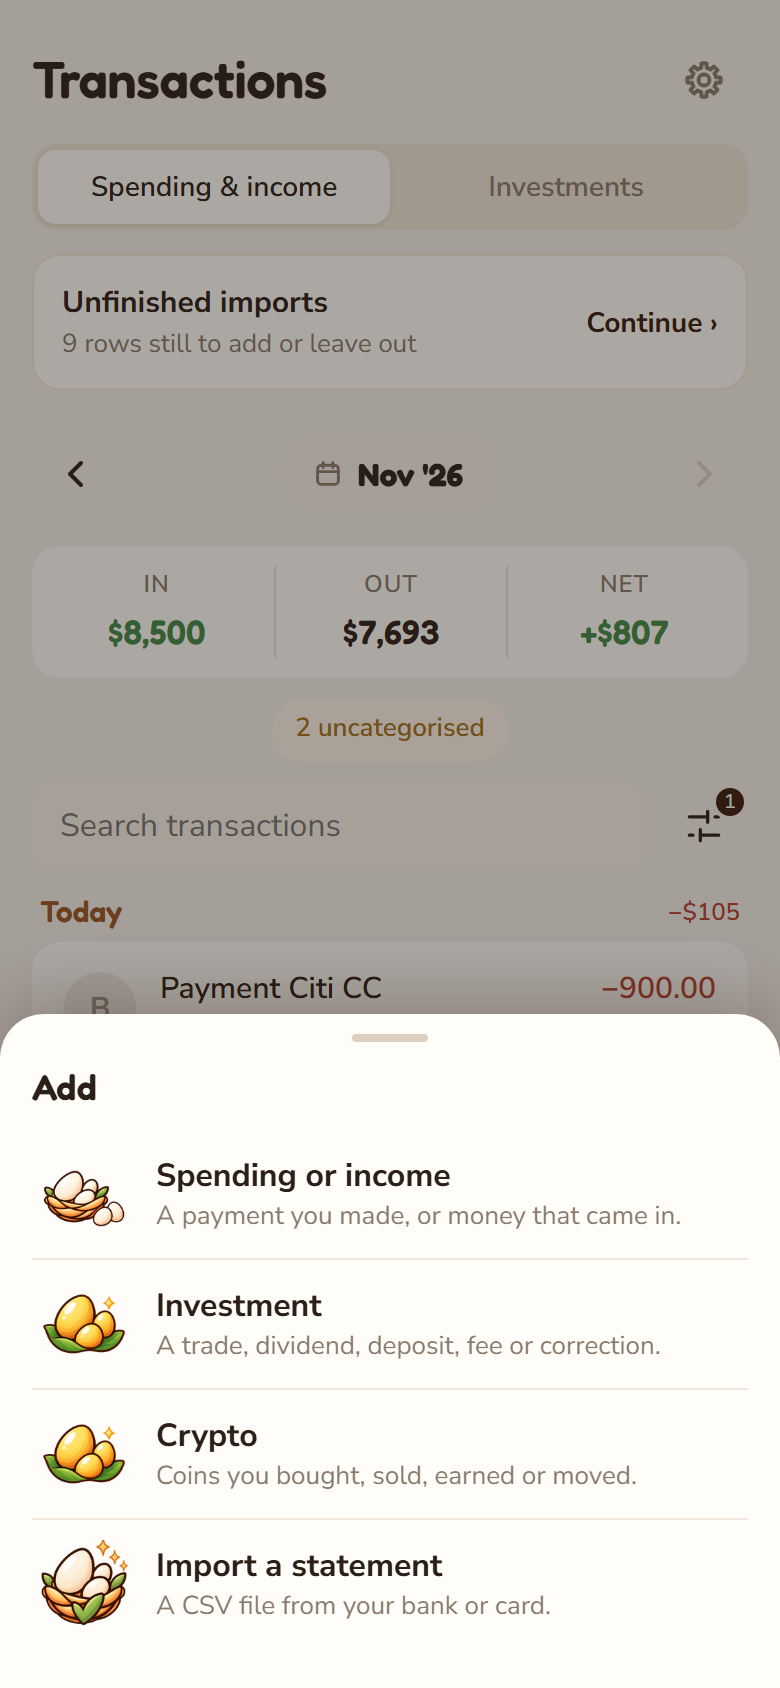 Transactions
Spending & income
Investments
Unfinished imports
9 rows still to add or leave out
Continue ›
Nov '26
IN
OUT
NET
$8,500
$7,693
+$807
2 uncategorised
Search transactions
1
Today
−$105
B
Payment Citi CC
−900.00
Add
Spending or income
A payment you made, or money that came in.
Investment
A trade, dividend, deposit, fee or correction.
Crypto
Coins you bought, sold, earned or moved.
Import a statement
A CSV file from your bank or card.